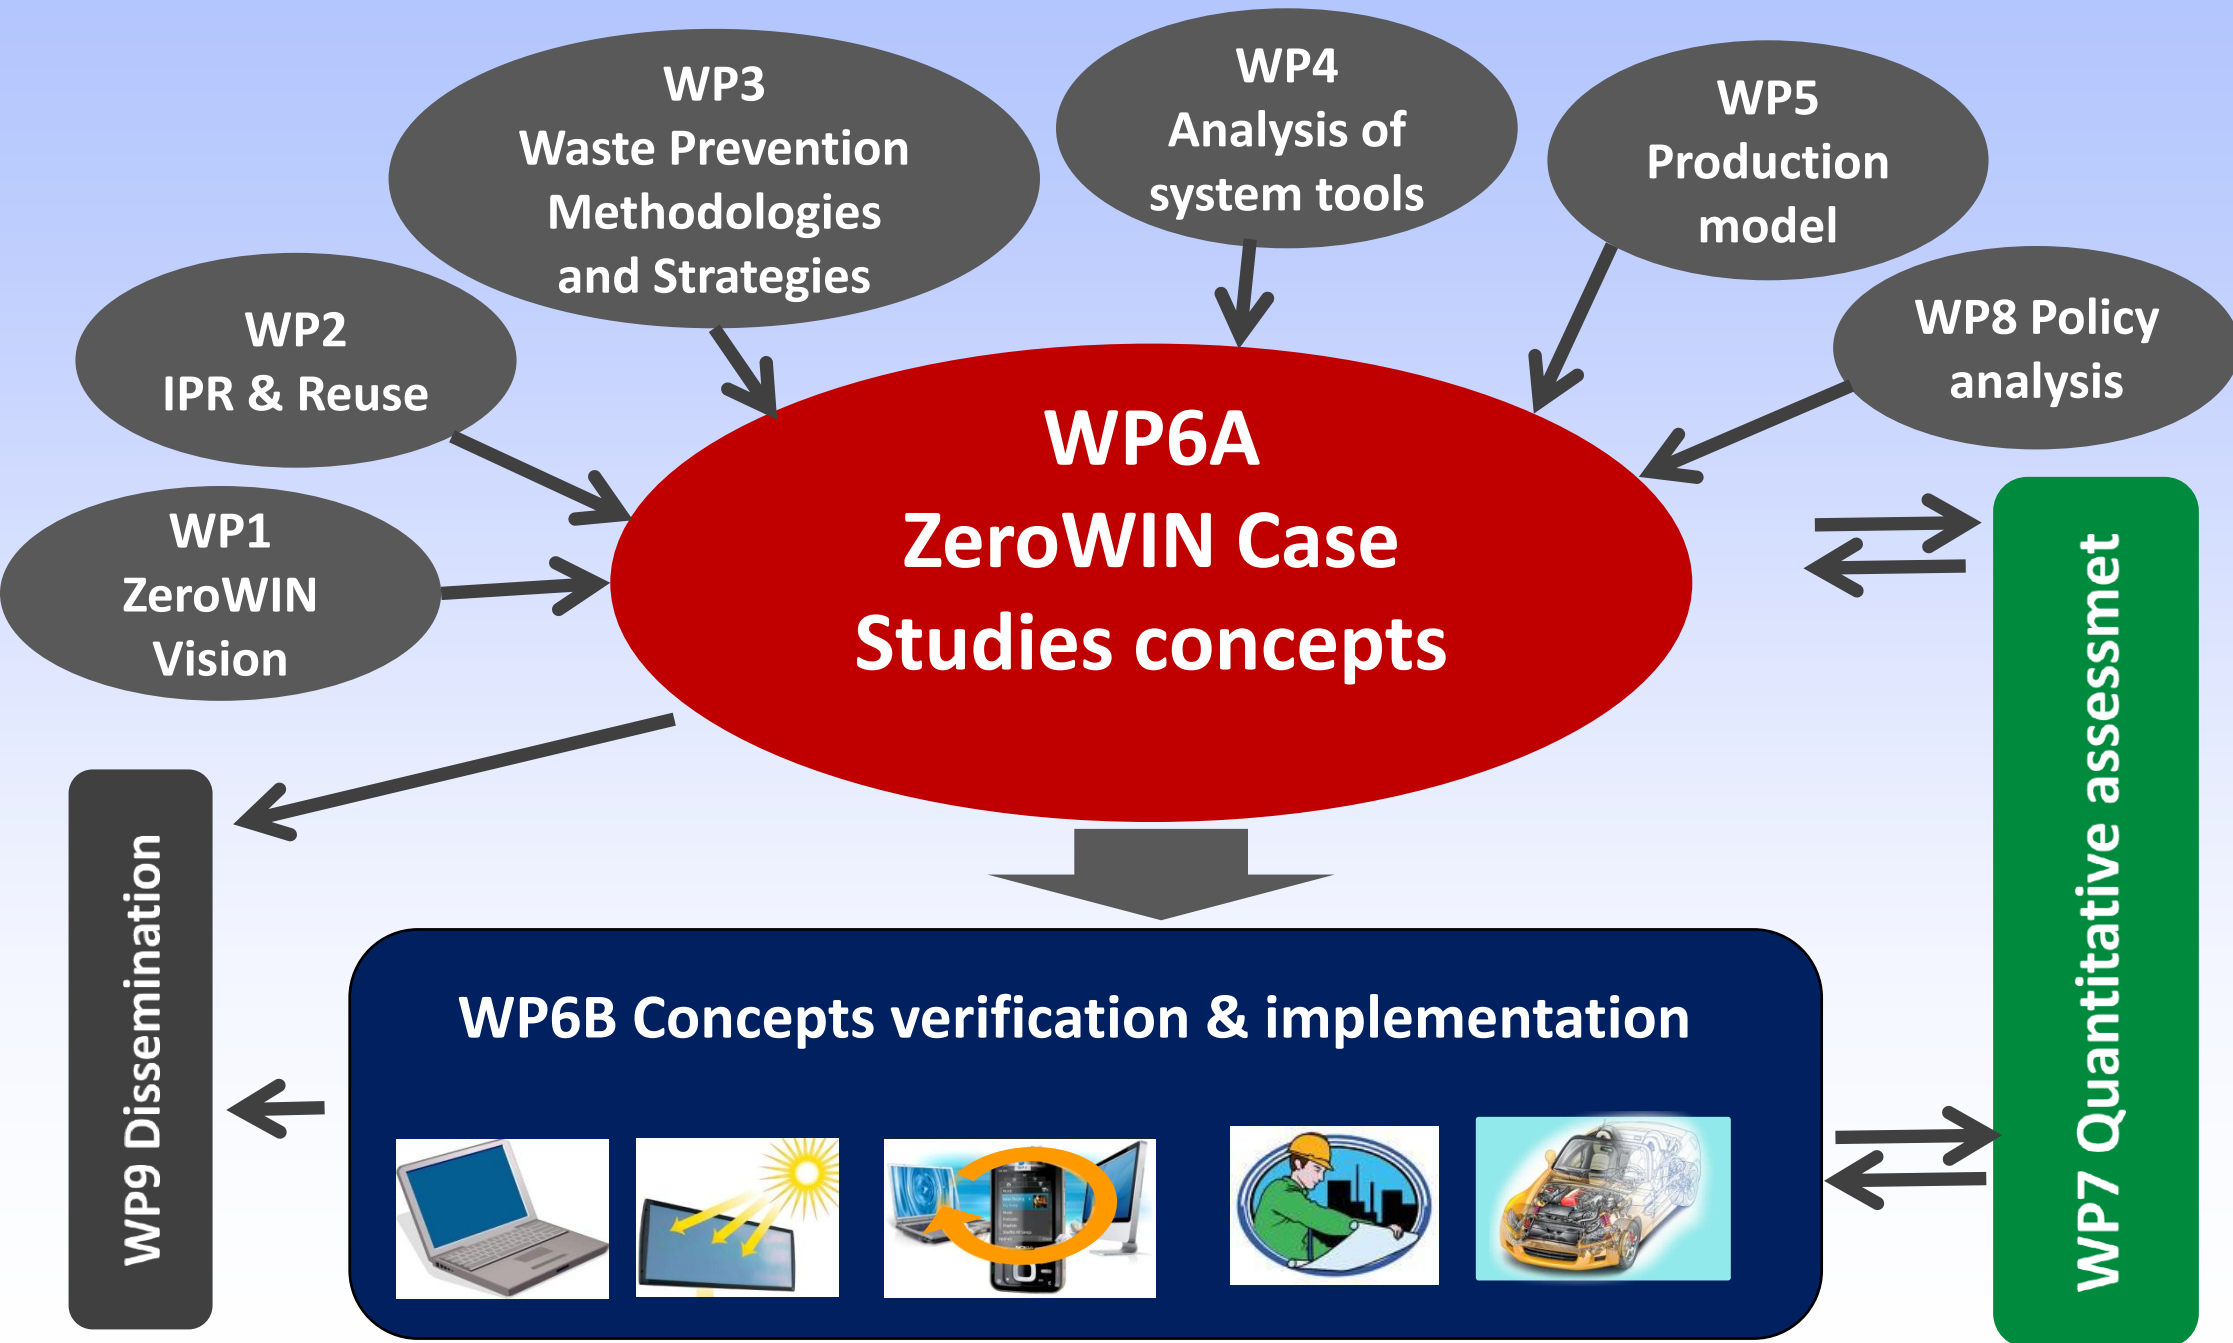 WP3
Waste Prevention
Methodologies
and Strategies
WP4
Analysis of
system tools
WP5
Production
model
WP2
IPR & Reuse
WP8 Policy
analysis
WP1
ZeroWIN
Vision
WP6A
ZeroWIN Case
Studies concepts
WP9 Dissemination
WP7 Quantitative assessmet
WP6B Concepts verification & implementation